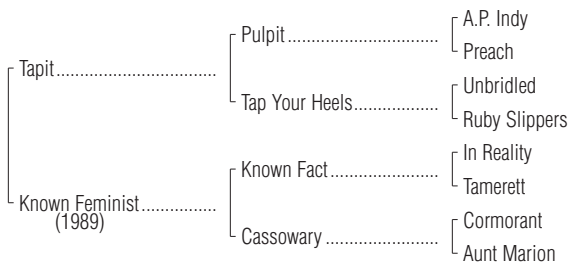 A.P. Indy
Pulpit
Preach
Tapit
Unbridled
Tap Your Heels
Ruby Slippers
In Reality
Known Fact
Tamerett
Known Feminist
(1989)
Cormorant
Cassowary
Aunt Marion